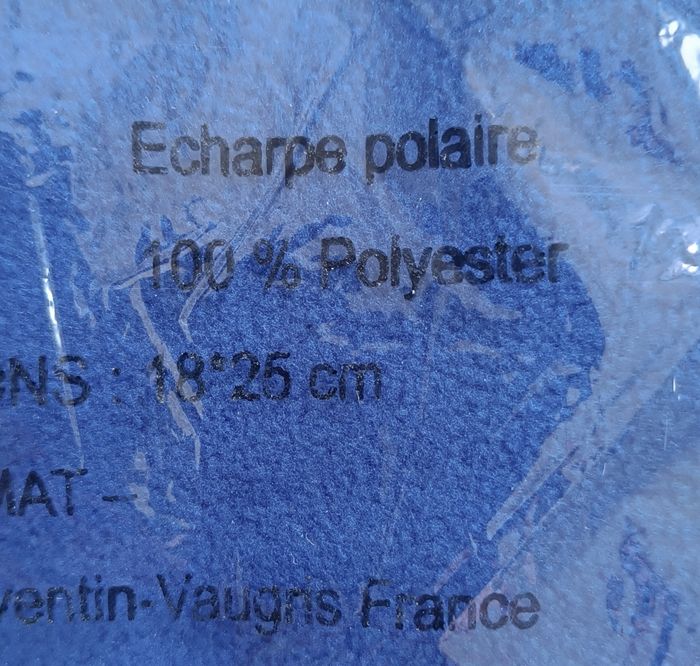 Echarpe polaire
100 % Polyester
NS : 18*25 cm
MAT –
ventin-Vaugris France